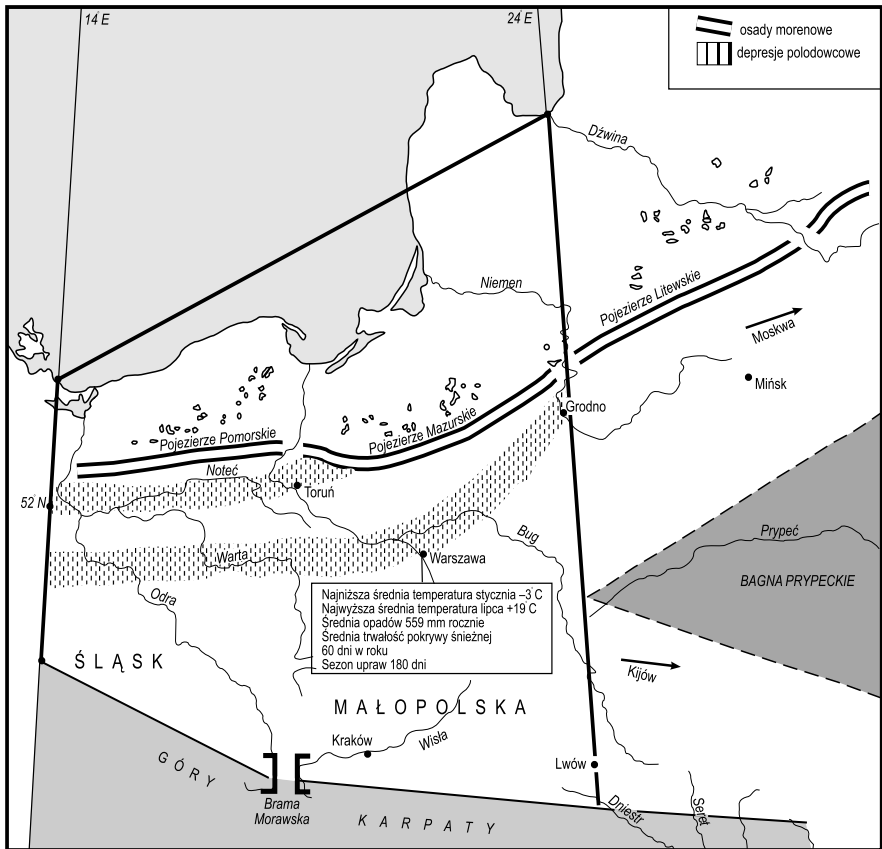 14°E
24°E
osady morenowe
depresje polodowcowe
Dźwina
Niemen
Pojezierze Litewskie
Moskwa
Mińsk
Grodno
Pojezierze Pomorskie
Pojezierze Mazurskie
Noteć
Toruń
52°N
Bug
Prypeć
Warta
Warszawa
BAGNA PRYPECKIE
Odra
Najniższa średnia temperatura stycznia –3°C
Najwyższa średnia temperatura lipca +19°C
Średnia opadów 559 mm rocznie
Średnia trwałość pokrywy śnieżnej
60 dni w roku
Sezon upraw 180 dni
ŚLĄSK
Kijów
MAŁOPOLSKA
Kraków
Wisła
GÓRY
Lwów
Brama
Morawska
Dniestr
Seret
KARPATY